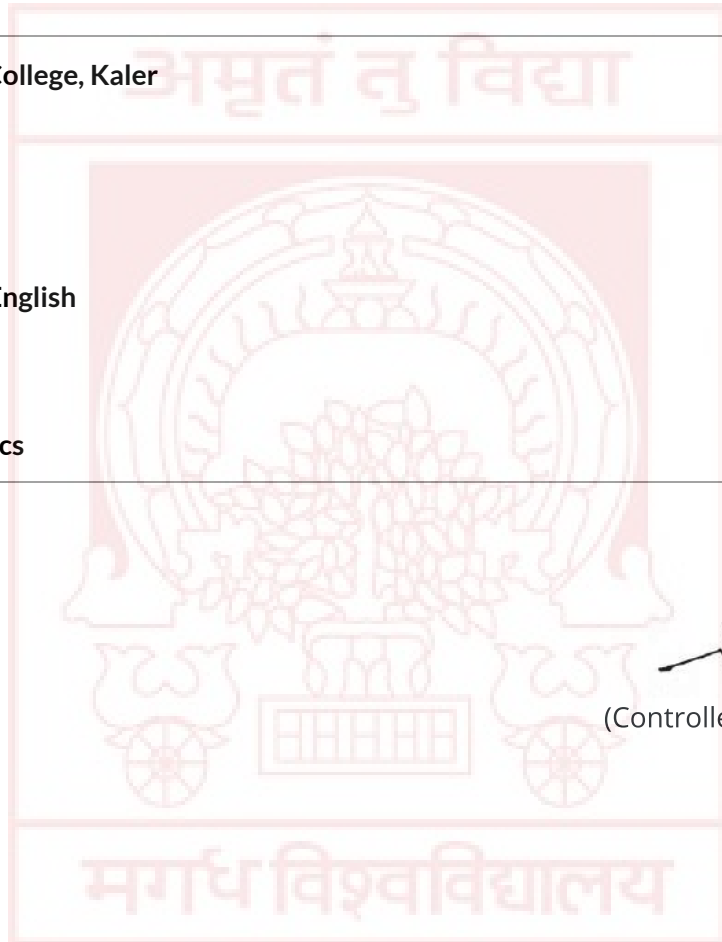 अमृतं तु विद्या
College, Kaler
English
cs
(Controlle
मगध विश्वविद्यालय